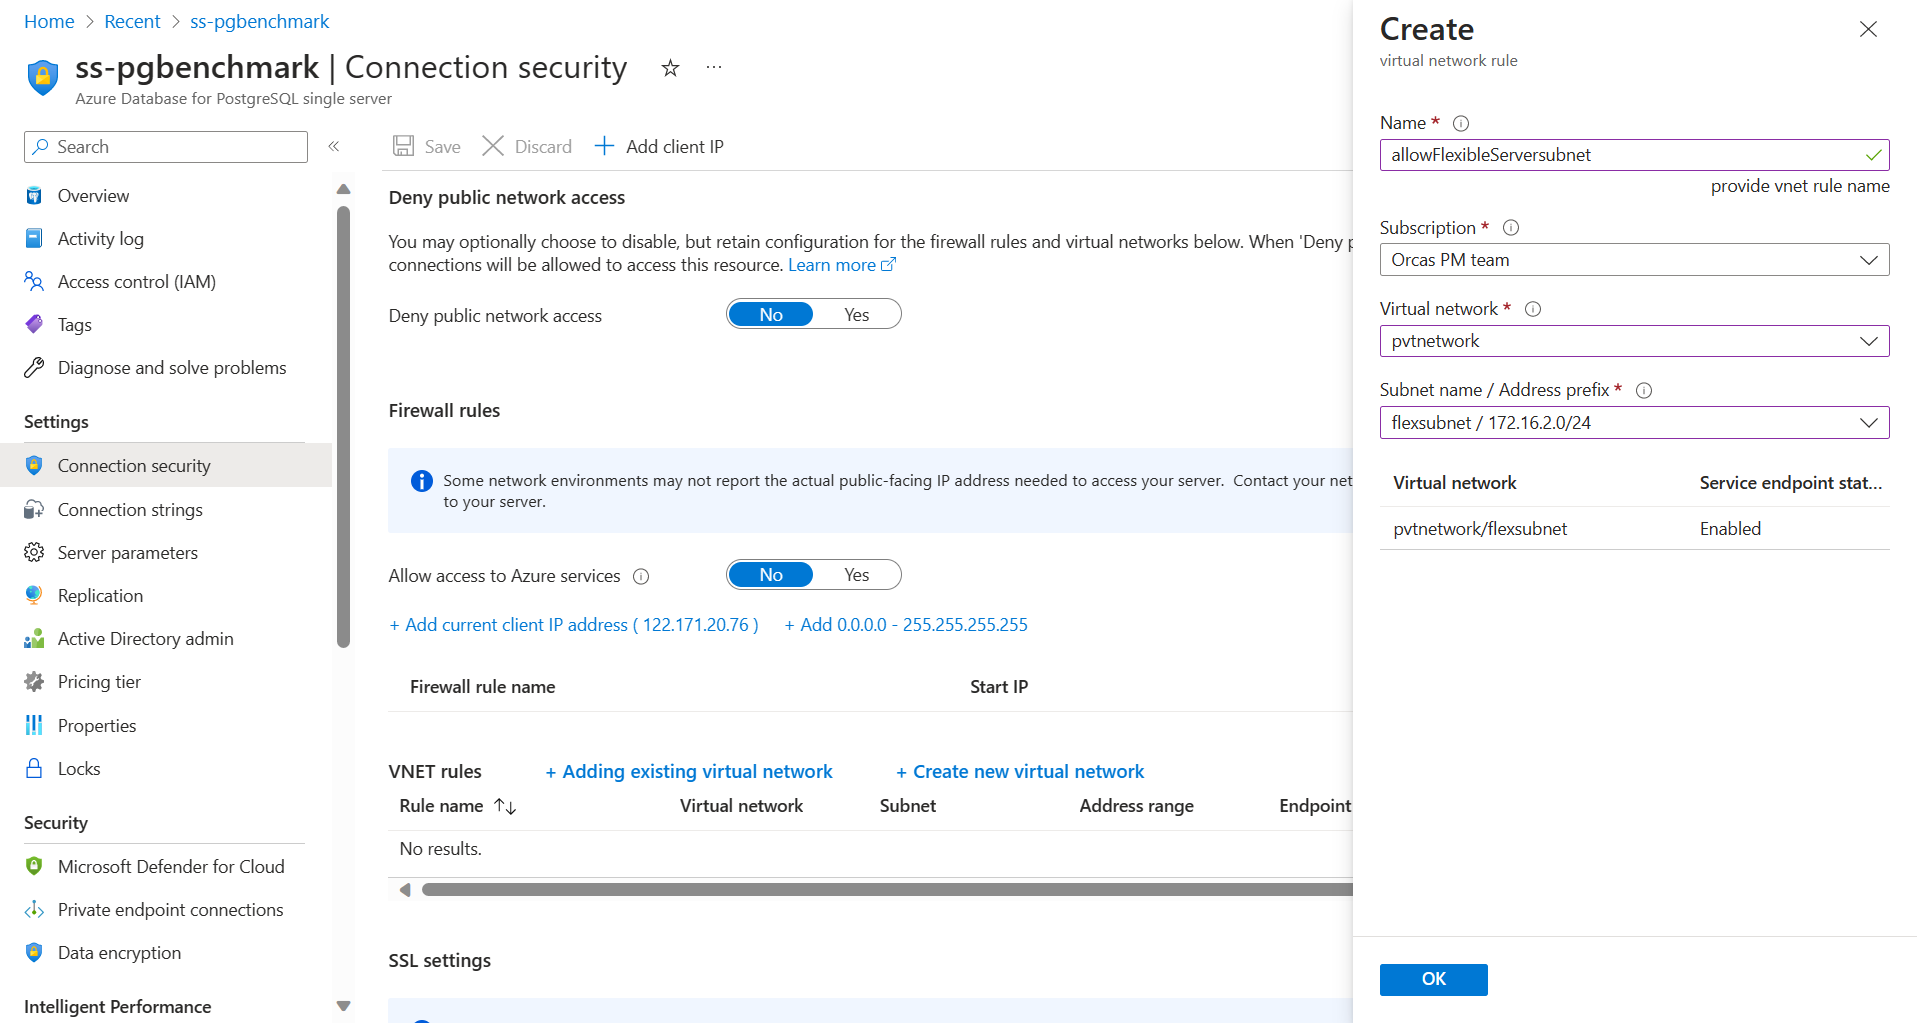 Home > Recent > ss-pgbenchmark
ss-pgbenchmark | Connection security ☆ ···
Azure Database for PostgreSQL single server
Search
«
Overview
Activity log
Access control (IAM)
Tags
Diagnose and solve problems
Settings
Connection security
Connection strings
Server parameters
Replication
Active Directory admin
Pricing tier
Properties
Locks
Security
Microsoft Defender for Cloud
Private endpoint connections
Data encryption
Intelligent Performance
Save Discard + Add client IP
Deny public network access
You may optionally choose to disable, but retain configuration for the firewall rules and virtual networks below. When 'Deny p
connections will be allowed to access this resource. Learn more
Deny public network access No Yes
Firewall rules
Some network environments may not report the actual public-facing IP address needed to access your server. Contact your net
to your server.
Allow access to Azure services No Yes
+ Add current client IP address ( 122.171.20.76 ) + Add 0.0.0.0 - 255.255.255.255
Firewall rule name Start IP
VNET rules + Adding existing virtual network + Create new virtual network
Rule name ↑↓ Virtual network Subnet Address range Endpoint
No results.
SSL settings
Create
virtual network rule
Name *
allowFlexibleServersubnet
provide vnet rule name
Subscription *
Orcas PM team
Virtual network *
pvtnetwork
Subnet name / Address prefix *
flexsubnet / 172.16.2.0/24
Virtual network Service endpoint stat...
pvtnetwork/flexsubnet Enabled
OK